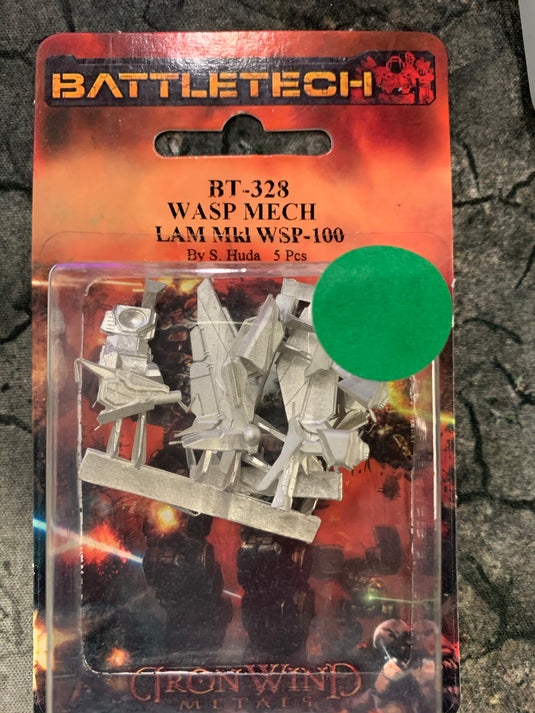 BATTLETECH
BT-328
WASP MECH
LAM MkI WSP-100
By S. Huda 5 Pcs
IRON WIND
METALS